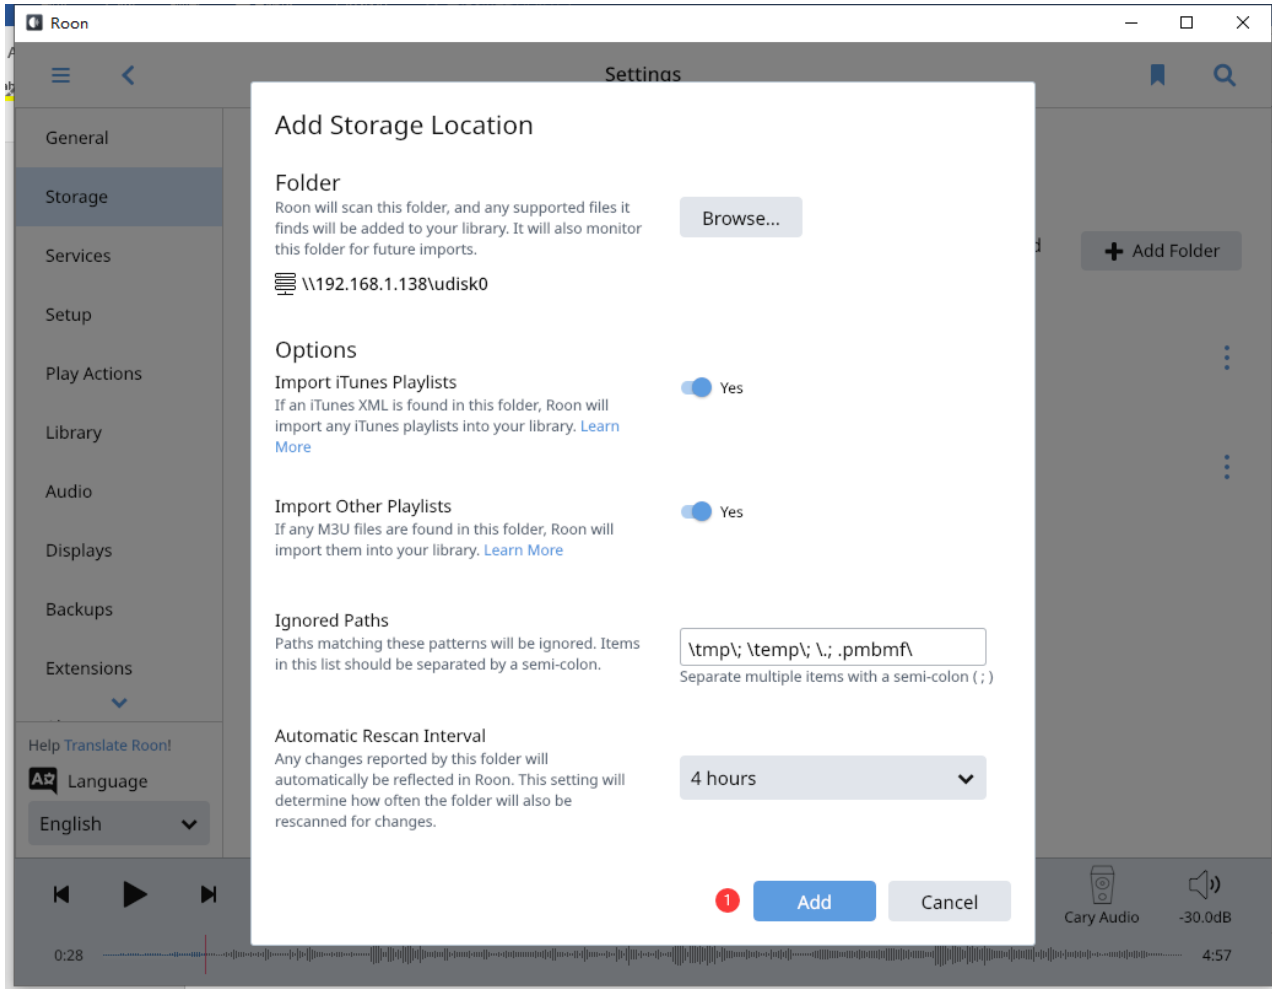 Roon
Settings
General
Storage
Services
Setup
Play Actions
Library
Audio
Displays
Backups
Extensions
Help Translate Roon!
Language
English
Add Storage Location
Folder
Roon will scan this folder, and any supported files it
finds will be added to your library. It will also monitor
this folder for future imports.
Browse...
\\192.168.1.138\udisk0
Options
Import iTunes Playlists
If an iTunes XML is found in this folder, Roon will
import any iTunes playlists into your library. Learn
More
Yes
Import Other Playlists
If any M3U files are found in this folder, Roon will
import them into your library. Learn More
Yes
Ignored Paths
Paths matching these patterns will be ignored. Items
in this list should be separated by a semi-colon.
\tmp\; \temp\; \.; .pmbmf\
Separate multiple items with a semi-colon ( ; )
Automatic Rescan Interval
Any changes reported by this folder will
automatically be reflected in Roon. This setting will
determine how often the folder will also be
rescanned for changes.
4 hours
1
Add
Cancel
Add Folder
Cary Audio
-30.0dB
0:28
4:57